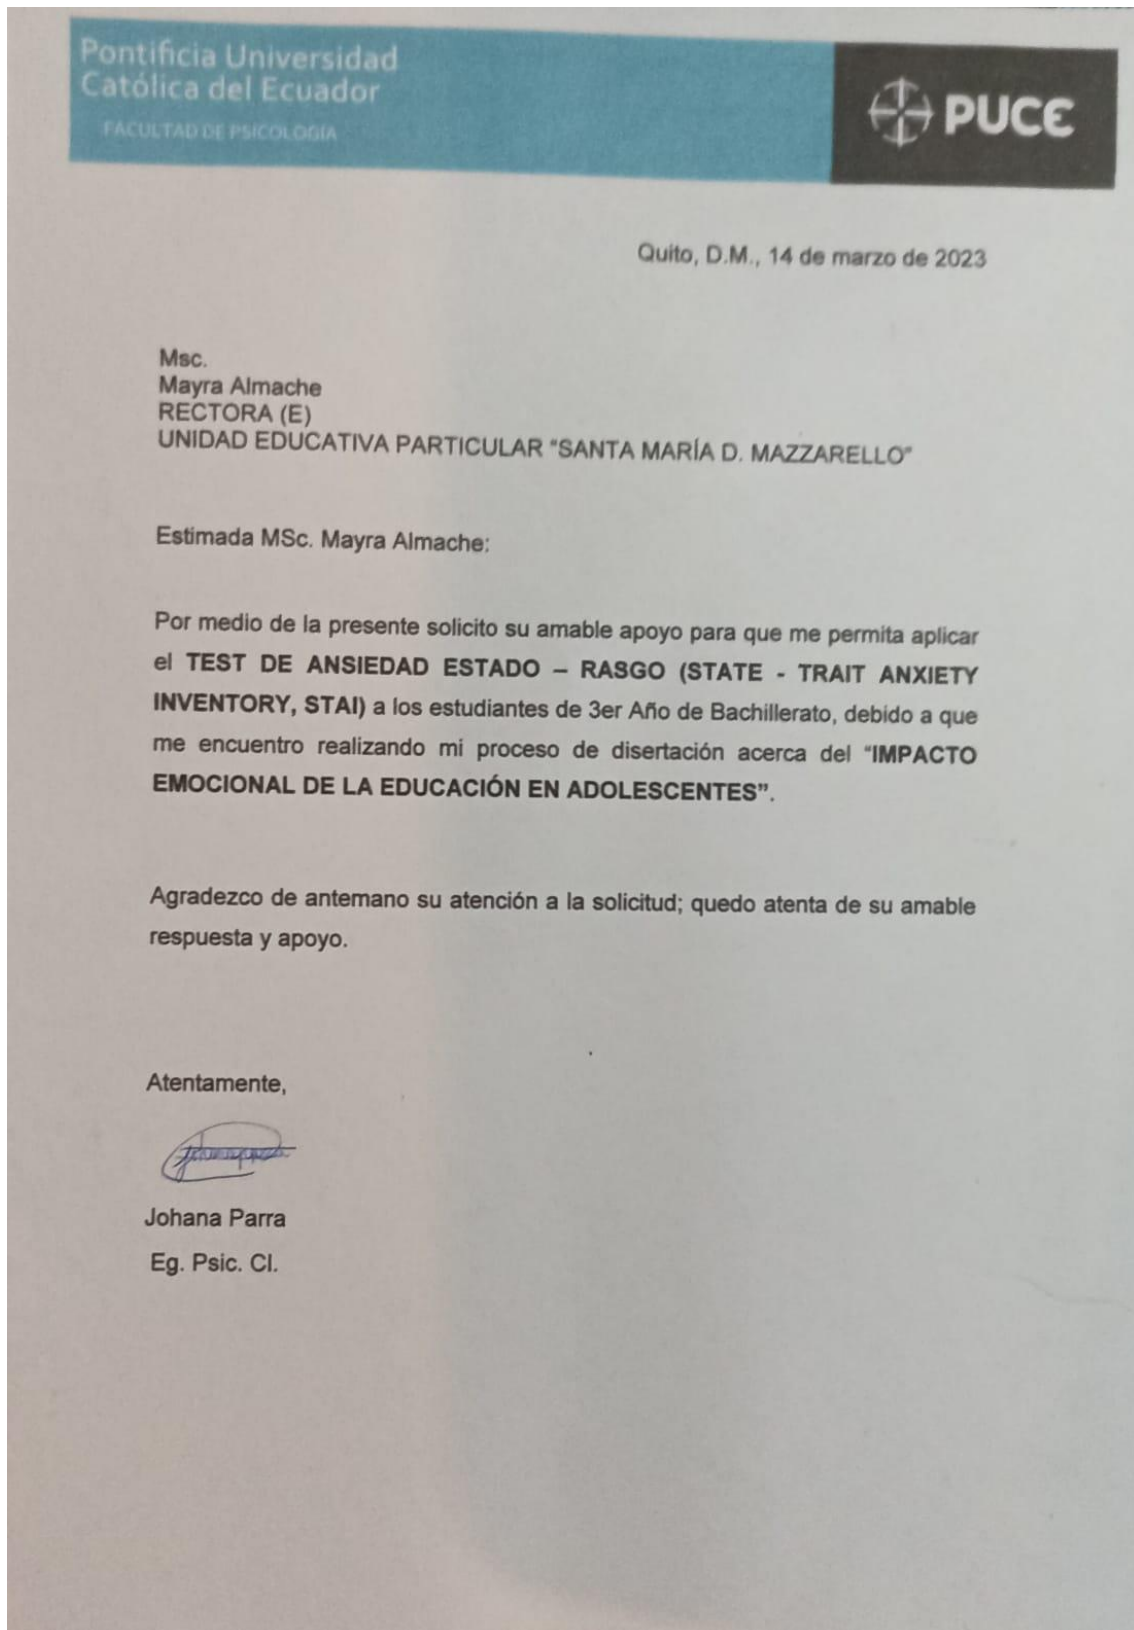 Pontificia Universidad
Católica del Ecuador
FACULTAD DE PSICOLOGÍA
PUCE
Quito, D.M., 14 de marzo de 2023
Msc.
Mayra Almache
RECTORA (E)
UNIDAD EDUCATIVA PARTICULAR “SANTA MARÍA D. MAZZARELLO”
Estimada MSc. Mayra Almache:
Por medio de la presente solicito su amable apoyo para que me permita aplicar
el TEST DE ANSIEDAD ESTADO – RASGO (STATE - TRAIT ANXIETY
INVENTORY, STAI) a los estudiantes de 3er Año de Bachillerato, debido a que
me encuentro realizando mi proceso de disertación acerca del “IMPACTO
EMOCIONAL DE LA EDUCACIÓN EN ADOLESCENTES”.
Agradezco de antemano su atención a la solicitud; quedo atenta de su amable
respuesta y apoyo.
Atentamente,
Johana Parra
Eg. Psic. Cl.